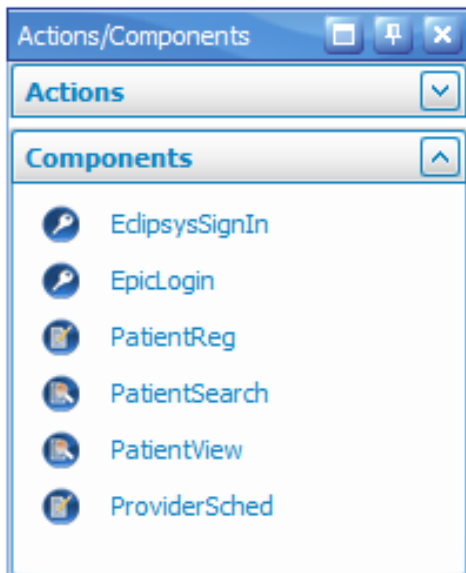 Actions/Components
Actions
Components
EclipsysSignIn
EpicLogin
PatientReg
PatientSearch
PatientView
ProviderSched